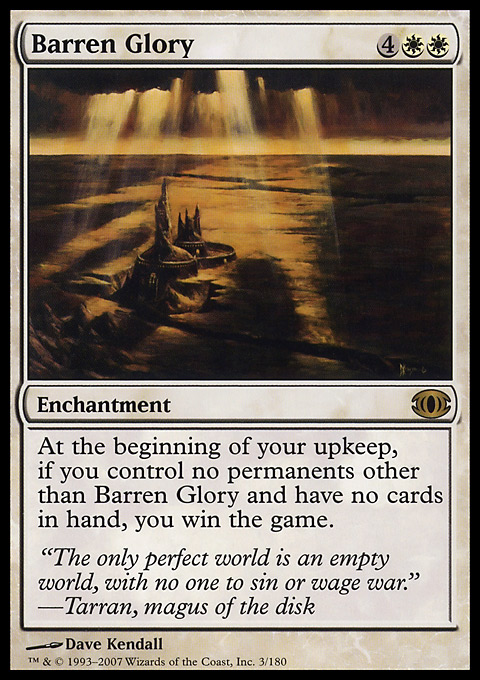 Barren Glory 4
Enchantment
At the beginning of your upkeep,
if you control no permanents other
than Barren Glory and have no cards
in hand, you win the game.
“The only perfect world is an empty
world, with no one to sin or wage war.”
—Tarran, magus of the disk
Dave Kendall
™ & © 1993–2007 Wizards of the Coast, Inc. 3/180